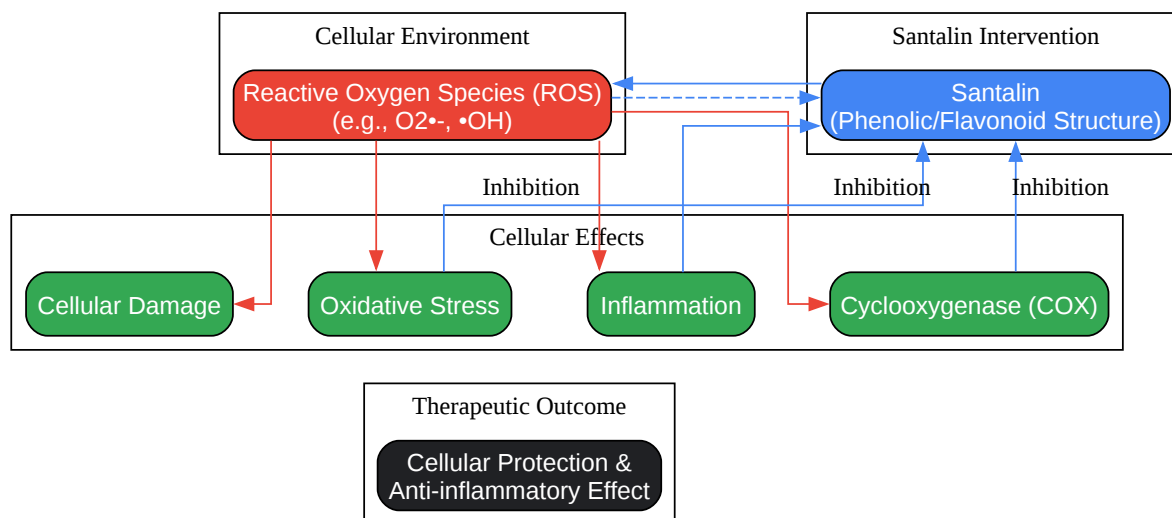 Cellular Environment
Santalin Intervention
Reactive Oxygen Species (ROS)
(e.g., O2•-, •OH)
Santalin
(Phenolic/Flavonoid Structure)
Inhibition
Inhibition
Inhibition
Cellular Effects
Cellular Damage
Oxidative Stress
Inflammation
Cyclooxygenase (COX)
Therapeutic Outcome
Cellular Protection &
Anti-inflammatory Effect